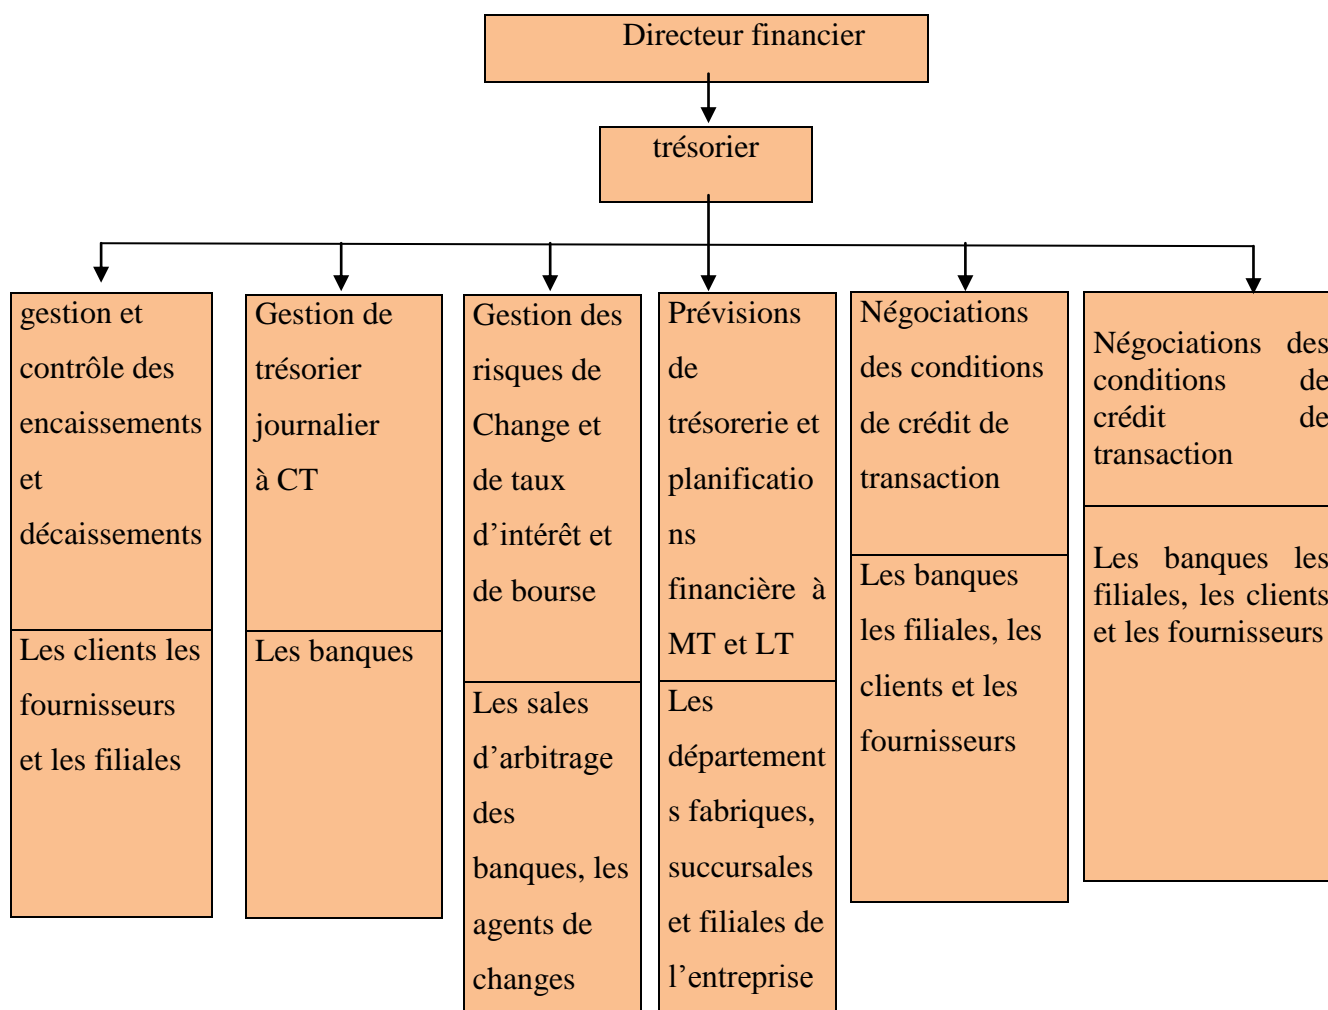 Directeur financier
trésorier
gestion et
contrôle des
encaissements
et
décaissements
Les clients les
fournisseurs
et les filiales
Gestion de
trésorier
journalier
à CT
Les banques
Gestion des
risques de
Change et
de taux
d’intérêt et
de bourse
Les sales
d’arbitrage
des
banques, les
agents de
changes
Prévisions
de
trésorerie et
planificatio
ns
financière à
MT et LT
Les
département
s fabriques,
succursales
et filiales de
l’entreprise
Négociations
des conditions
de crédit de
transaction
Les banques
les filiales, les
clients et les
fournisseurs
Négociations des
conditions de
crédit de
transaction
Les banques les
filiales, les clients
et les fournisseurs